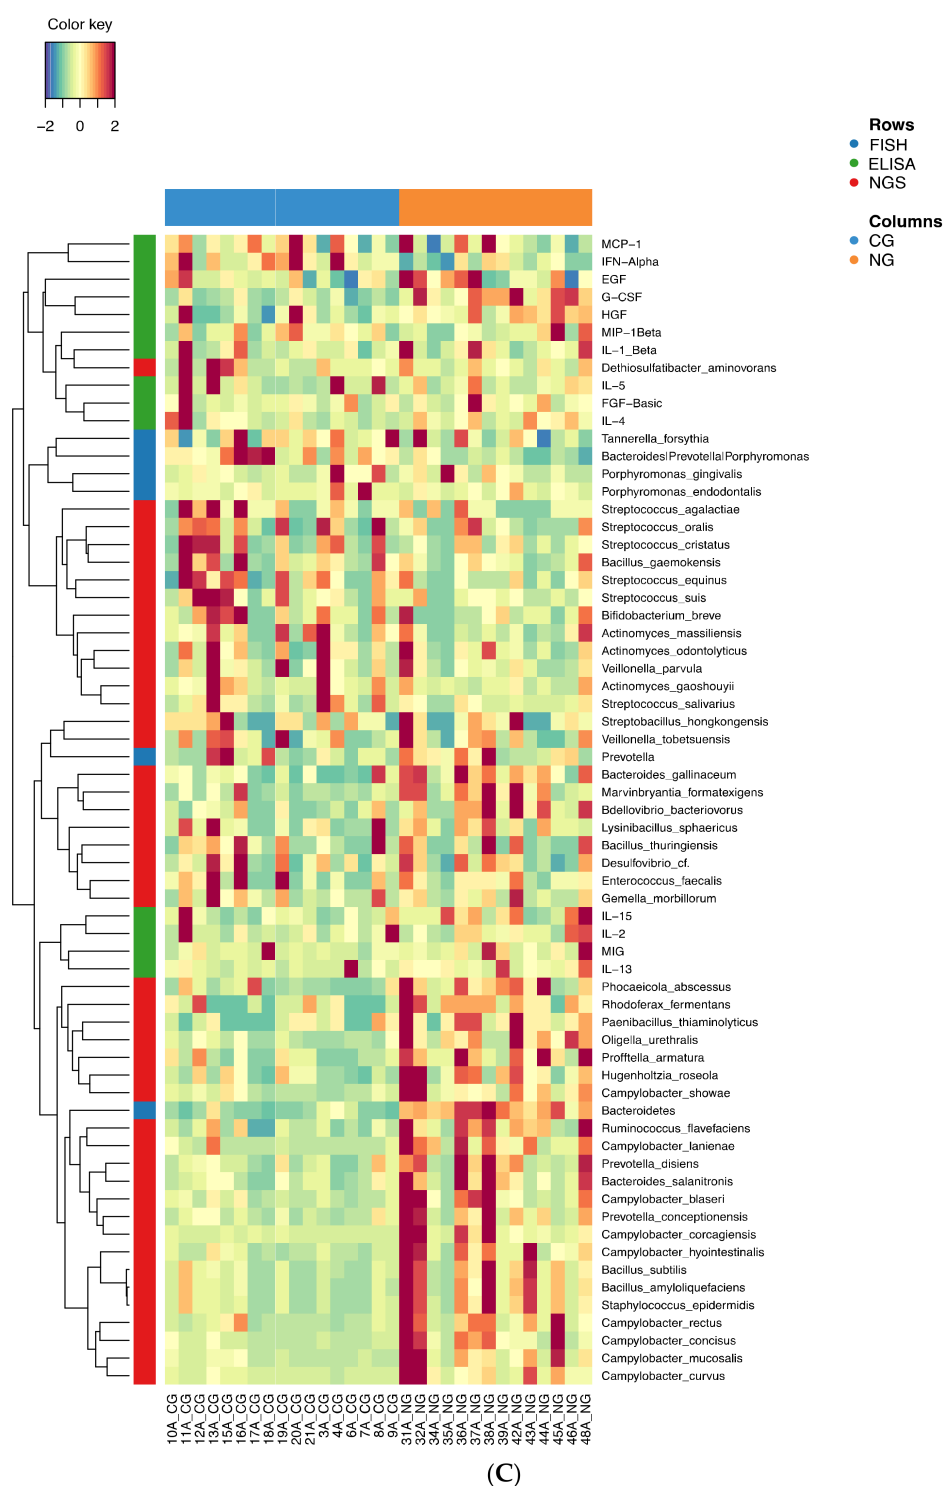 Color key
−2 0 2
Rows
FISH
ELISA
NGS
Columns
CG
NG
MCP−1
IFN−Alpha
EGF
G−CSF
HGF
MIP−1Beta
IL−1_Beta
Dethiosulfatibacter_aminovorans
IL−5
FGF−Basic
IL−4
Tannerella_forsythia
Bacteroides|Prevotella|Porphyromonas
Porphyromonas_gingivalis
Porphyromonas_endodontalis
Streptococcus_agalactiae
Streptococcus_oralis
Streptococcus_cristatus
Bacillus_gaemokensis
Streptococcus_equinus
Streptococcus_suis
Bifidobacterium_breve
Actinomyces_massiliensis
Actinomyces_odontolyticus
Veillonella_parvula
Actinomyces_gaoshouyii
Streptococcus_salivarius
Streptobacillus_hongkongensis
Veillonella_tobetsuensis
Prevotella
Bacteroides_gallinaceum
Marvinbryantia_formatexigens
Bdellovibrio_bacteriovorus
Lysinibacillus_sphaericus
Bacillus_thuringiensis
Desulfovibrio_cf.
Enterococcus_faecalis
Gemella_morbillorum
IL−15
IL−2
MIG
IL−13
Phocaeicola_abscessus
Rhodoferax_fermentans
Paenibacillus_thiaminolyticus
Oligella_urethralis
Profftella_armatura
Hugenholtzia_roseola
Campylobacter_showae
Bacteroidetes
Ruminococcus_flavefaciens
Campylobacter_lanienae
Prevotella_disiens
Bacteroides_salanitronis
Campylobacter_blaseri
Prevotella_conceptionensis
Campylobacter_corcagiensis
Campylobacter_hyointestinalis
Bacillus_subtilis
Bacillus_amyloliquefaciens
Staphylococcus_epidermidis
Campylobacter_rectus
Campylobacter_concisus
Campylobacter_mucosalis
Campylobacter_curvus
10A_CG
11A_CG
12A_CG
13A_CG
15A_CG
16A_CG
17A_CG
18A_CG
19A_CG
20A_CG
21A_CG
3A_CG
4A_CG
6A_CG
7A_CG
8A_CG
9A_CG
31A_NG
32A_NG
34A_NG
35A_NG
36A_NG
37A_NG
38A_NG
39A_NG
42A_NG
43A_NG
44A_NG
45A_NG
46A_NG
48A_NG
(C)